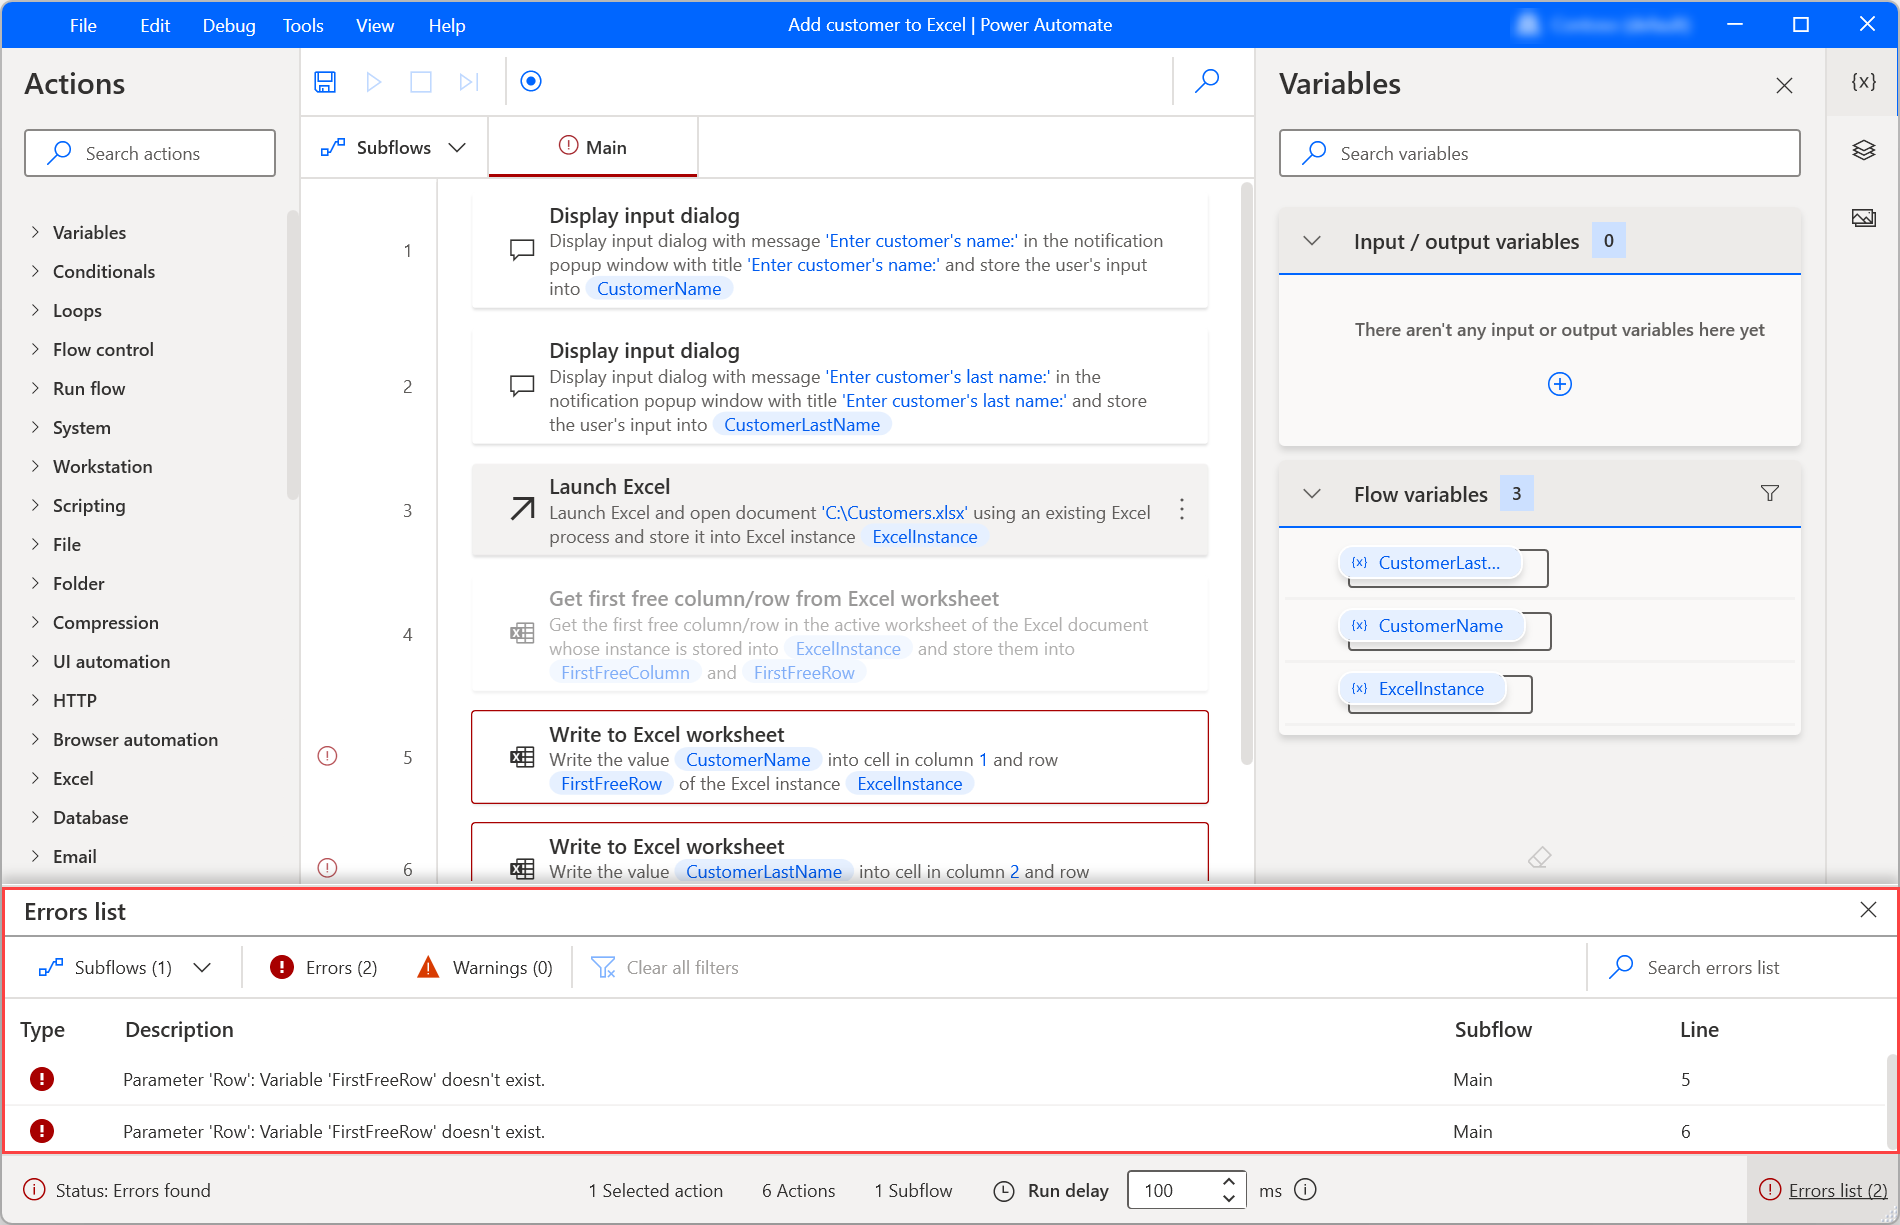 File Edit Debug Tools View Help
Add customer to Excel | Power Automate
Actions
Search actions
Variables
Conditionals
Loops
Flow control
Run flow
System
Workstation
Scripting
File
Folder
Compression
UI automation
HTTP
Browser automation
Excel
Database
Email
Subflows
Main
1
Display input dialog
Display input dialog with message 'Enter customer's name:' in the notification
popup window with title 'Enter customer's name:' and store the user's input
into CustomerName
2
Display input dialog
Display input dialog with message 'Enter customer's last name:' in the
notification popup window with title 'Enter customer's last name:' and store
the user's input into CustomerLastName
3
Launch Excel
Launch Excel and open document 'C:\Customers.xlsx' using an existing Excel
process and store it into Excel instance ExcelInstance
4
Get first free column/row from Excel worksheet
Get the first free column/row in the active worksheet of the Excel document
whose instance is stored into ExcelInstance and store them into
FirstFreeColumn and FirstFreeRow
5
Write to Excel worksheet
Write the value CustomerName into cell in column 1 and row
FirstFreeRow of the Excel instance ExcelInstance
6
Write to Excel worksheet
Write the value CustomerLastName into cell in column 2 and row
Variables
{x}
Search variables
Input / output variables 0
There aren't any input or output variables here yet
Flow variables 3
{x} CustomerLast...
{x} CustomerName
{x} ExcelInstance
Errors list
Subflows (1) Errors (2) Warnings (0) Clear all filters Search errors list
Type Description Subflow Line
Parameter 'Row': Variable 'FirstFreeRow' doesn't exist. Main 5
Parameter 'Row': Variable 'FirstFreeRow' doesn't exist. Main 6
Status: Errors found 1 Selected action 6 Actions 1 Subflow Run delay 100 ms Errors list (2)